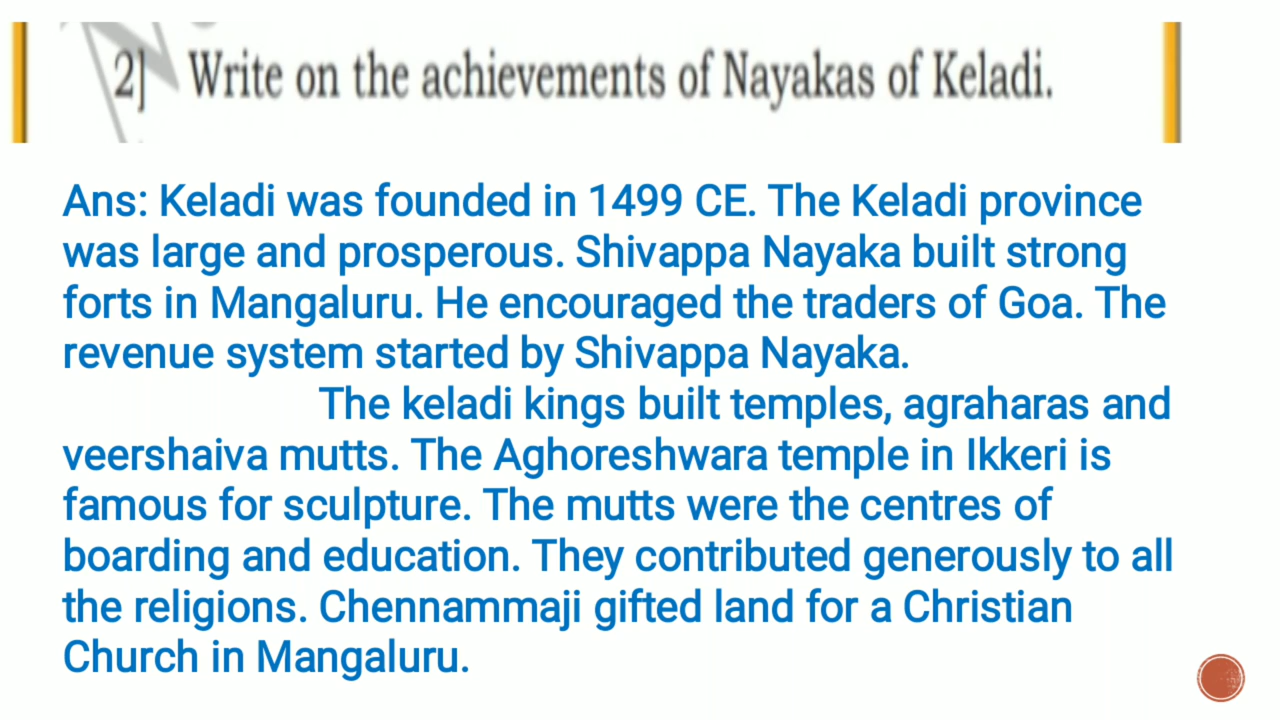 2] Write on the achievements of Nayakas of Keladi.
Ans: Keladi was founded in 1499 CE. The Keladi province
was large and prosperous. Shivappa Nayaka built strong
forts in Mangaluru. He encouraged the traders of Goa. The
revenue system started by Shivappa Nayaka.
The keladi kings built temples, agraharas and
veershaiva mutts. The Aghoreshwara temple in Ikkeri is
famous for sculpture. The mutts were the centres of
boarding and education. They contributed generously to all
the religions. Chennammaji gifted land for a Christian
Church in Mangaluru.